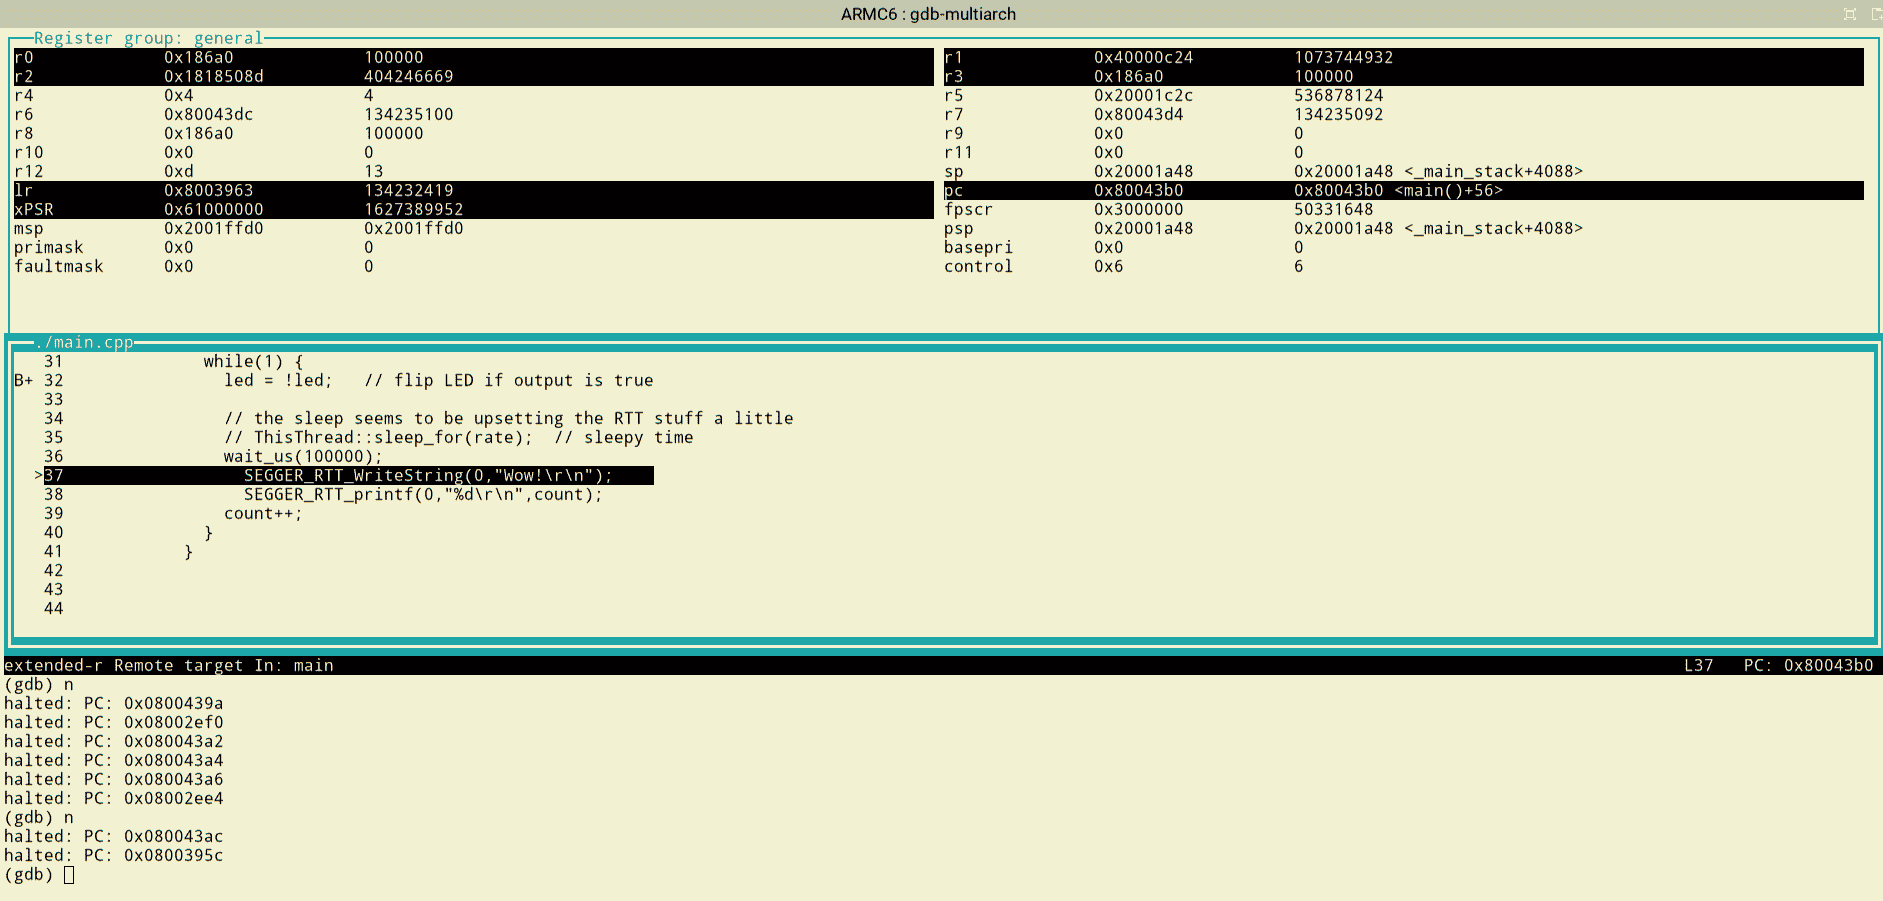 ARMC6 : gdb-multiarch
Register group: general
r0 0x186a0 100000 r1 0x40000c24 1073744932
r2 0x1818508d 404246669 r3 0x186a0 100000
r4 0x4 4 r5 0x20001c2c 536878124
r6 0x80043dc 134235100 r7 0x80043d4 134235092
r8 0x186a0 100000 r9 0x0 0
r10 0x0 0 r11 0x0 0
r12 0xd 13 sp 0x20001a48 0x20001a48 <_main_stack+4088>
lr 0x8003963 134232419 pc 0x80043b0 0x80043b0 <main()+56>
xPSR 0x61000000 1627389952 fpscr 0x3000000 50331648
msp 0x2001ffd0 0x2001ffd0 psp 0x20001a48 0x20001a48 <_main_stack+4088>
primask 0x0 0 basepri 0x0 0
faultmask 0x0 0 control 0x6 6
./main.cpp
31 while(1) {
B+ 32 led = !led; // flip LED if output is true
33
34 // the sleep seems to be upsetting the RTT stuff a little
35 // ThisThread::sleep_for(rate); // sleepy time
36 wait_us(100000);
>37 SEGGER_RTT_WriteString(0,"Wow!\r\n");
38 SEGGER_RTT_printf(0,"%d\r\n",count);
39 count++;
40 }
41 }
42
43
44
extended-r Remote target In: main L37 PC: 0x80043b0
(gdb) n
halted: PC: 0x0800439a
halted: PC: 0x08002ef0
halted: PC: 0x080043a2
halted: PC: 0x080043a4
halted: PC: 0x080043a6
halted: PC: 0x08002ee4
(gdb) n
halted: PC: 0x080043ac
halted: PC: 0x0800395c
(gdb)